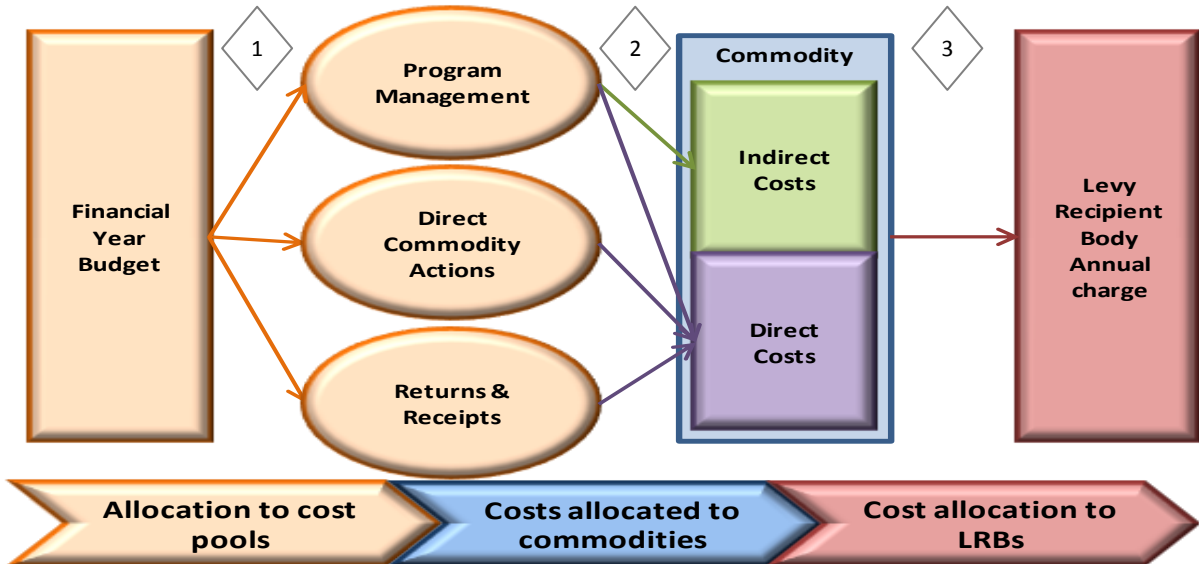 1
2
3
Financial
Year
Budget
Program
Management
Direct
Commodity
Actions
Returns &
Receipts
Commodity
Indirect
Costs
Direct
Costs
Levy
Recipient
Body
Annual
charge
Allocation to cost
pools
Costs allocated to
commodities
Cost allocation to
LRBs